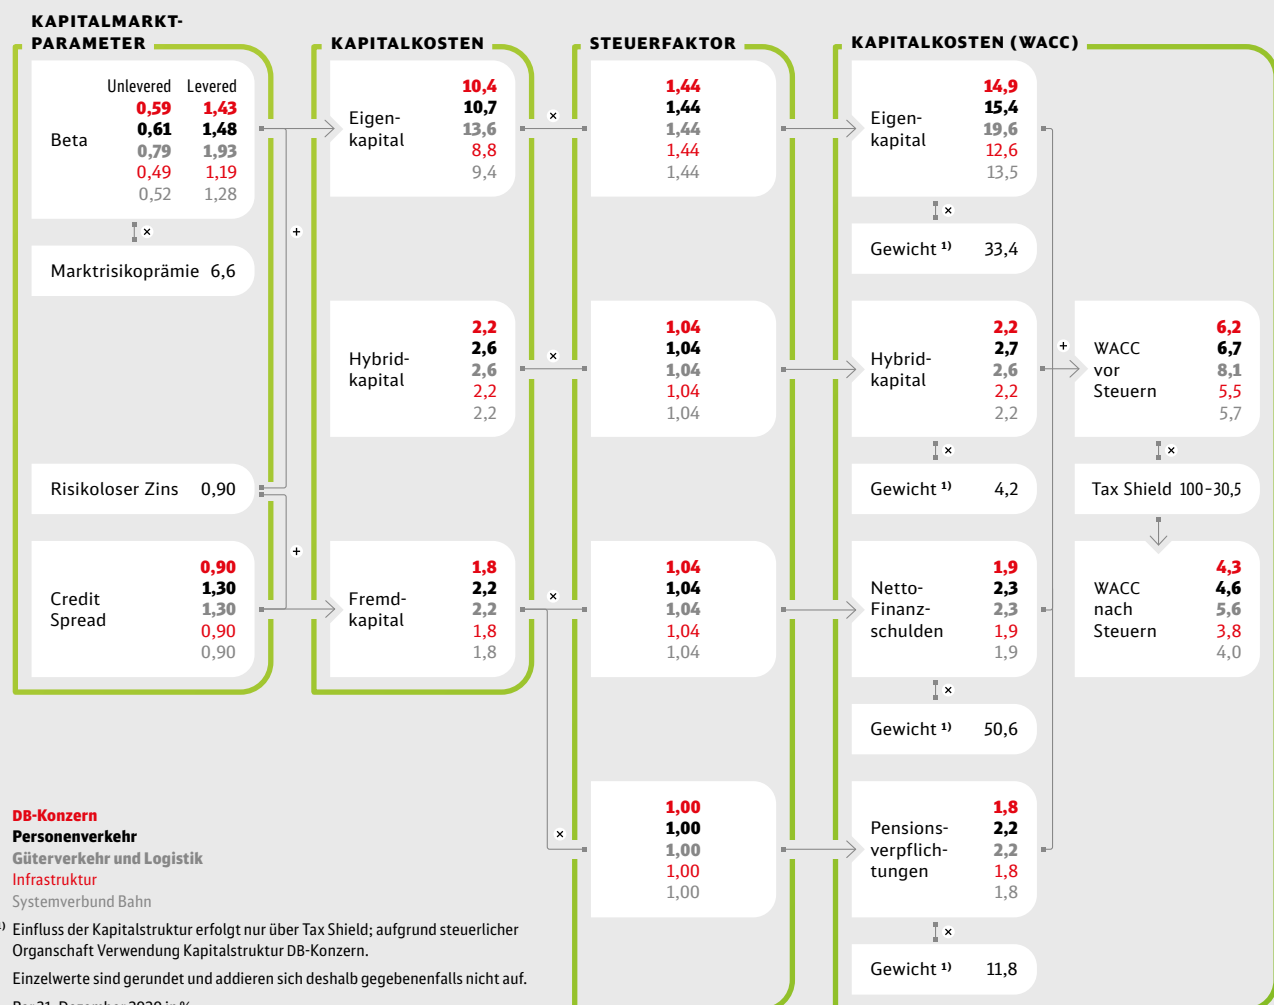 KAPITALMARKT-
PARAMETER
KAPITALKOSTEN
STEUERFAKTOR
KAPITALKOSTEN (WACC)
Unlevered Levered
Beta
0,59 1,43
0,61 1,48
0,79 1,93
0,49 1,19
0,52 1,28
×
Marktrisikoprämie 6,6
Risikoloser Zins 0,90
Credit
Spread
0,90
1,30
1,30
0,90
0,90
+
+
Eigen-
kapital
10,4
10,7
13,6
8,8
9,4
×
Hybrid-
kapital
2,2
2,6
2,6
2,2
2,2
×
Fremd-
kapital
1,8
2,2
2,2
1,8
1,8
×
×
1,44
1,44
1,44
1,44
1,44
1,04
1,04
1,04
1,04
1,04
1,04
1,04
1,04
1,04
1,04
1,00
1,00
1,00
1,00
1,00
Eigen-
kapital
14,9
15,4
19,6
12,6
13,5
×
Gewicht 1) 33,4
Hybrid-
kapital
2,2
2,7
2,6
2,2
2,2
×
Gewicht 1) 4,2
Netto-
Finanz-
schulden
1,9
2,3
2,3
1,9
1,9
×
Gewicht 1) 50,6
Pensions-
verpflich-
tungen
1,8
2,2
2,2
1,8
1,8
×
Gewicht 1) 11,8
+
WACC
vor
Steuern
6,2
6,7
8,1
5,5
5,7
×
Tax Shield 100–30,5
WACC
nach
Steuern
4,3
4,6
5,6
3,8
4,0
DB-Konzern
Personenverkehr
Güterverkehr und Logistik
Infrastruktur
Systemverbund Bahn
1) Einfluss der Kapitalstruktur erfolgt nur über Tax Shield; aufgrund steuerlicher
Organschaft Verwendung Kapitalstruktur DB-Konzern.
Einzelwerte sind gerundet und addieren sich deshalb gegebenenfalls nicht auf.